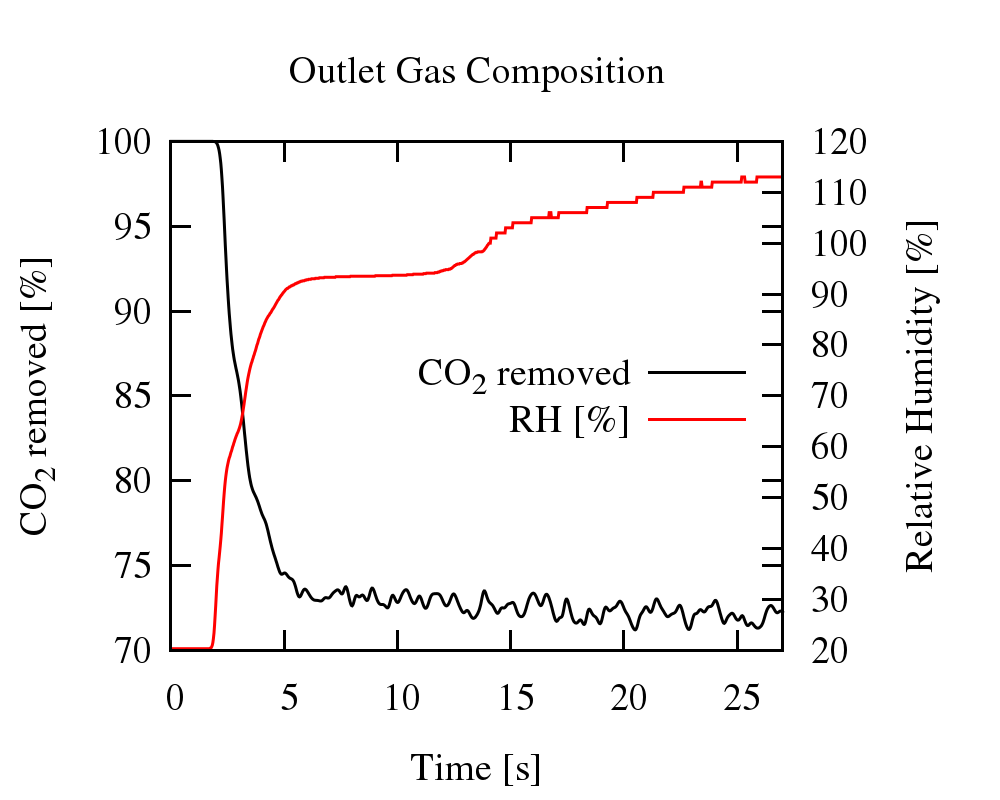 Outlet Gas Composition
100
95
90
85
80
75
70
CO2 removed [%]
120
110
100
90
80
70
60
50
40
30
20
Relative Humidity [%]
CO2 removed
RH [%]
0 5 10 15 20 25
Time [s]